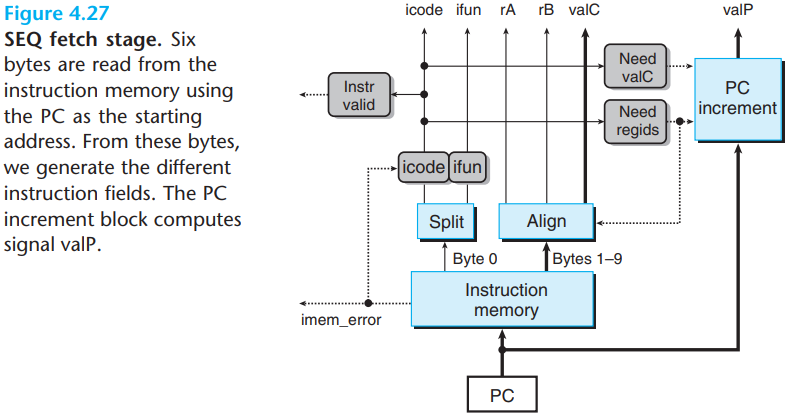 Figure 4.27
SEQ fetch stage. Six
bytes are read from the
instruction memory using
the PC as the starting
address. From these bytes,
we generate the different
instruction fields. The PC
increment block computes
signal valP.
icode ifun rA rB valC valP
Need
valC
Instr
valid
PC
increment
Need
regids
icode ifun
Split
Align
Byte 0
Bytes 1–9
Instruction
memory
imem_error
PC